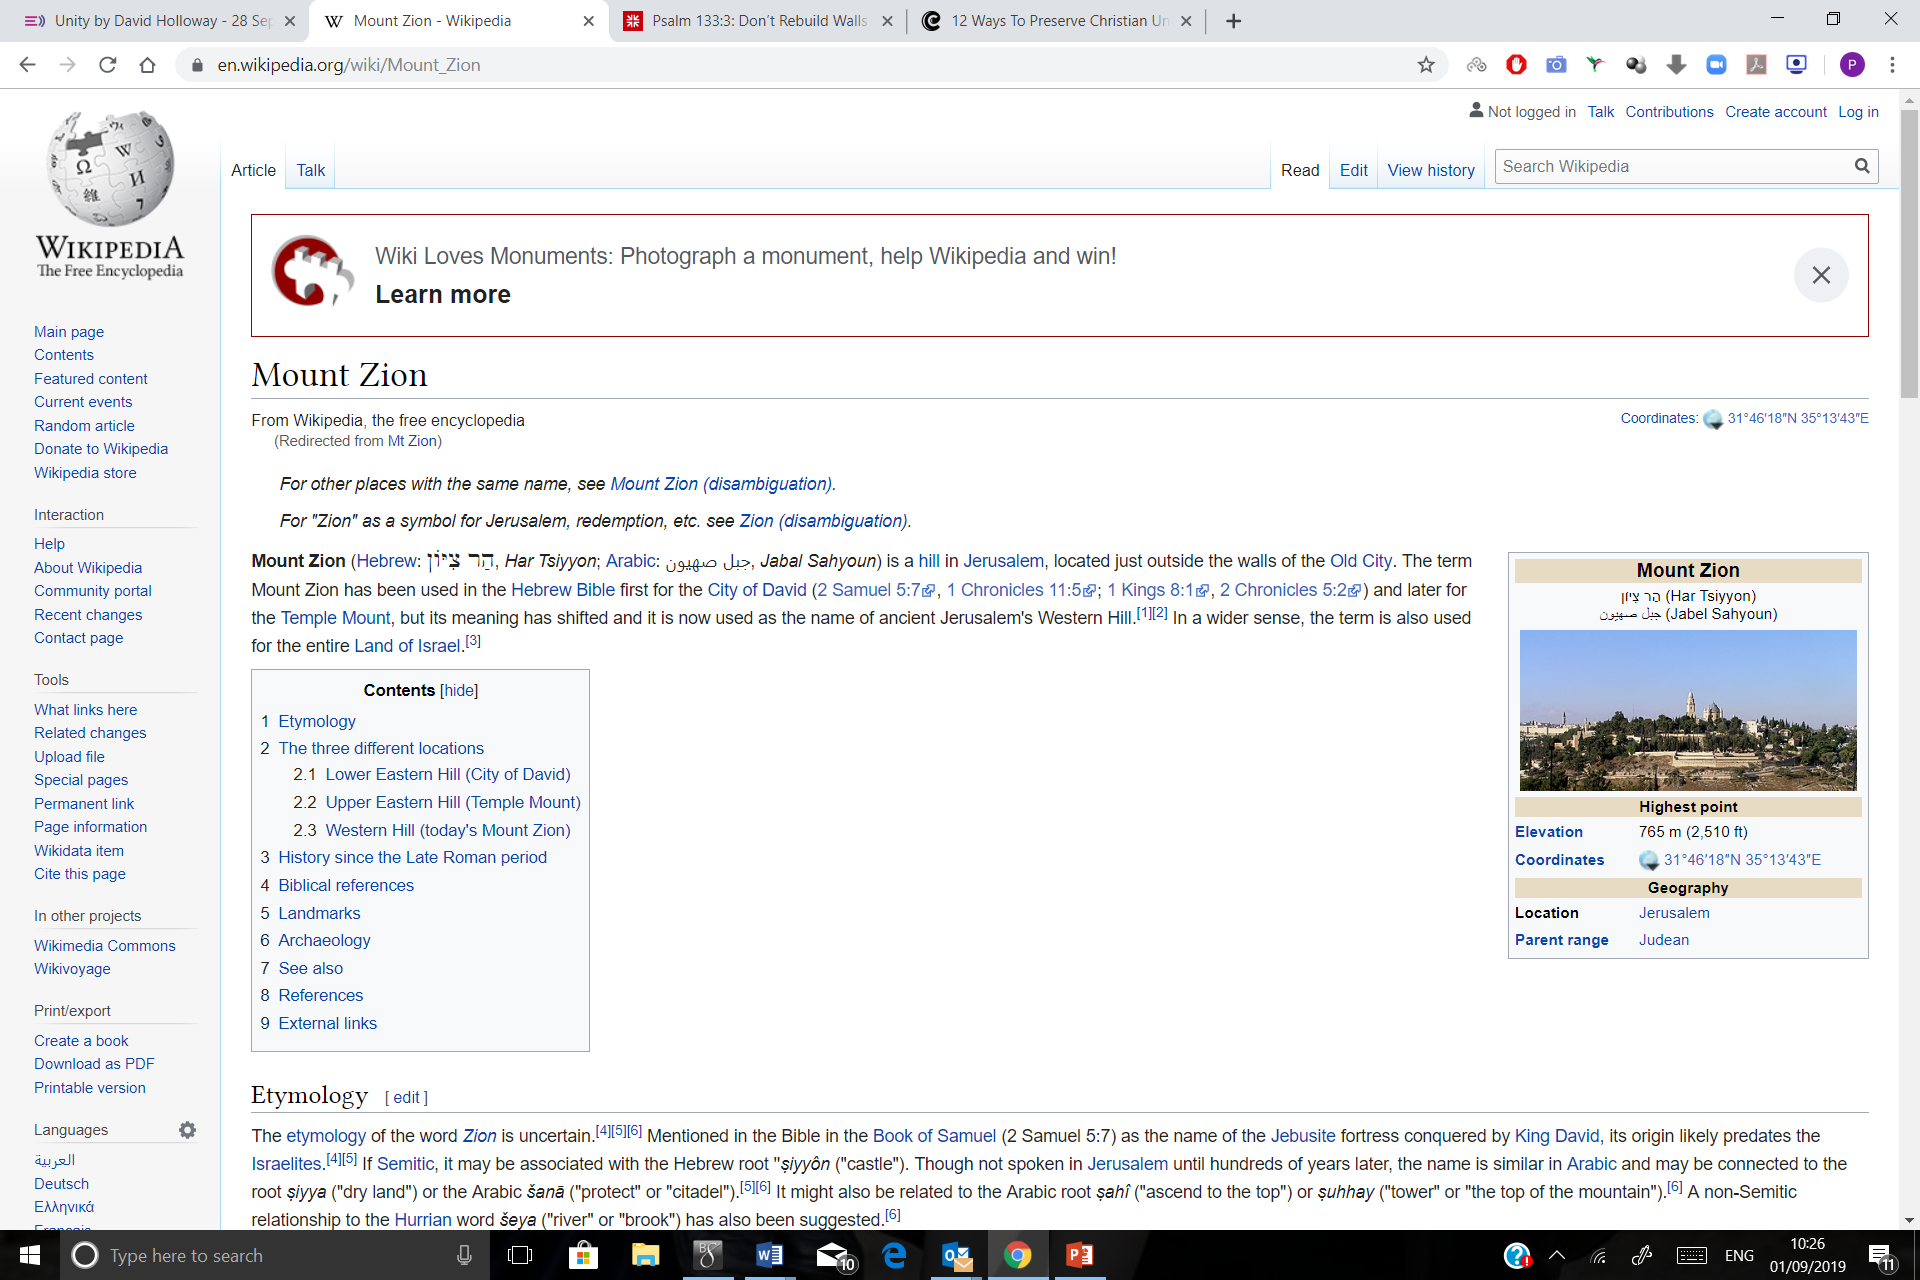 Unity by David Holloway - 28 Sep
Mount Zion - Wikipedia
Psalm 133:3: Don't Rebuild Walls
12 Ways To Preserve Christian Un
en.wikipedia.org/wiki/Mount_Zion
P
Not logged in Talk Contributions Create account Log in
Article Talk
Read Edit View history
Search Wikipedia
WIKIPEDIA
The Free Encyclopedia
Wiki Loves Monuments: Photograph a monument, help Wikipedia and win!
Learn more
Main page
Contents
Featured content
Current events
Random article
Donate to Wikipedia
Wikipedia store
Interaction
Help
About Wikipedia
Community portal
Recent changes
Contact page
Tools
What links here
Related changes
Upload file
Special pages
Permanent link
Page information
Wikidata item
Cite this page
In other projects
Wikimedia Commons
Wikivoyage
Print/export
Create a book
Download as PDF
Printable version
Languages
العربية
Deutsch
Ελληνικά
Français
Mount Zion
From Wikipedia, the free encyclopedia
(Redirected from Mt Zion)
Coordinates: 31°46′18″N 35°13′43″E
For other places with the same name, see Mount Zion (disambiguation).
For "Zion" as a symbol for Jerusalem, redemption, etc. see Zion (disambiguation).
Mount Zion (Hebrew: הַר צִיּוֹן, Har Tsiyyon; Arabic: جبل صهيون, Jabal Sahyoun) is a hill in Jerusalem, located just outside the walls of the Old City. The term
Mount Zion has been used in the Hebrew Bible first for the City of David (2 Samuel 5:7, 1 Chronicles 11:5; 1 Kings 8:1, 2 Chronicles 5:2) and later for
the Temple Mount, but its meaning has shifted and it is now used as the name of ancient Jerusalem's Western Hill.[1][2] In a wider sense, the term is also used
for the entire Land of Israel.[3]
Contents [hide]
1 Etymology
2 The three different locations
2.1 Lower Eastern Hill (City of David)
2.2 Upper Eastern Hill (Temple Mount)
2.3 Western Hill (today's Mount Zion)
3 History since the Late Roman period
4 Biblical references
5 Landmarks
6 Archaeology
7 See also
8 References
9 External links
Mount Zion
הַר צִיּוֹן (Har Tsiyyon)
جبل صهيون (Jabel Sahyoun)
Highest point
Elevation 765 m (2,510 ft)
Coordinates 31°46′18″N 35°13′43″E
Geography
Location Jerusalem
Parent range Judean
Etymology [ edit ]
The etymology of the word Zion is uncertain.[4][5][6] Mentioned in the Bible in the Book of Samuel (2 Samuel 5:7) as the name of the Jebusite fortress conquered by King David, its origin likely predates the
Israelites.[4][5] If Semitic, it may be associated with the Hebrew root "ṣiyyôn ("castle"). Though not spoken in Jerusalem until hundreds of years later, the name is similar in Arabic and may be connected to the
root ṣiyya ("dry land") or the Arabic šanā ("protect" or "citadel").[5][6] It might also be related to the Arabic root ṣahî ("ascend to the top") or ṣuhhay ("tower" or "the top of the mountain").[6] A non-Semitic
relationship to the Hurrian word šeya ("river" or "brook") has also been suggested.[6]
Type here to search
10
ENG
10:26
01/09/2019
11